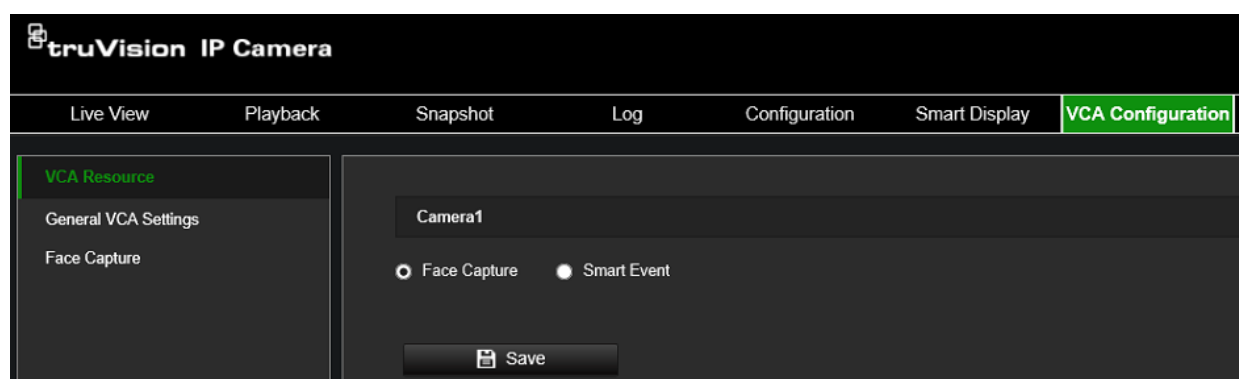 truVision IP Camera
Live View Playback Snapshot Log Configuration Smart Display VCA Configuration
VCA Resource
General VCA Settings
Face Capture
Camera1
Face Capture Smart Event
Save